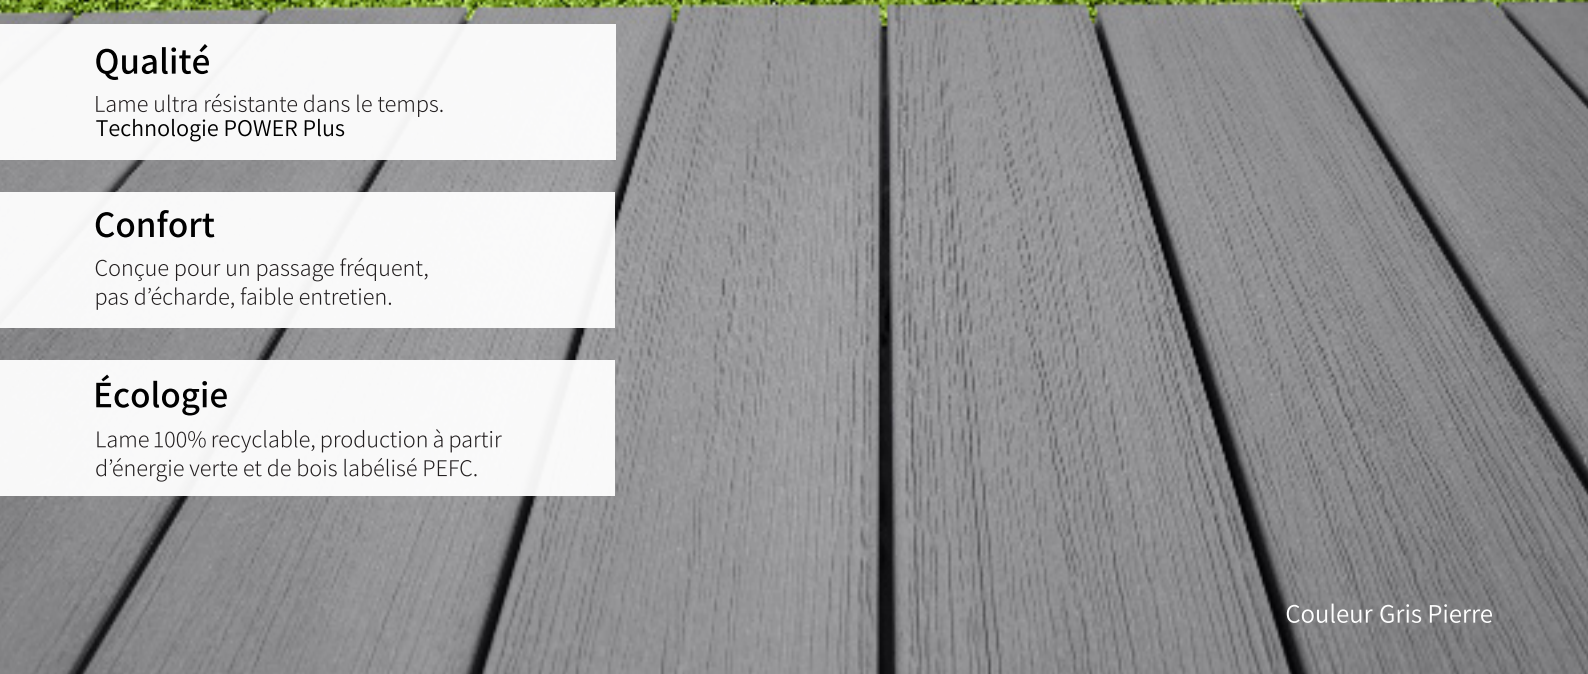 Qualité
Lame ultra résistante dans le temps.
Technologie POWER Plus
Confort
Conçue pour un passage fréquent,
pas d’écharde, faible entretien.
Écologie
Lame 100% recyclable, production à partir
d’énergie verte et de bois labélisé PEFC.
Couleur Gris Pierre